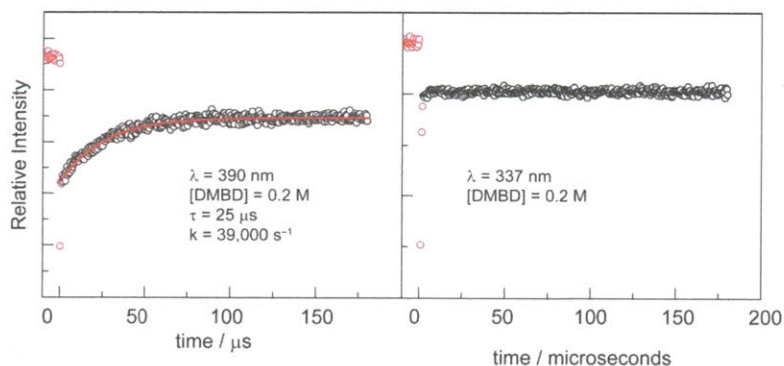 Relative Intensity
λ = 390 nm
[DMBD] = 0.2 M
τ = 25 μs
k = 39,000 s⁻¹
0 50 100 150
time / μs
λ = 337 nm
[DMBD] = 0.2 M
0 50 100 150 200
time / microseconds